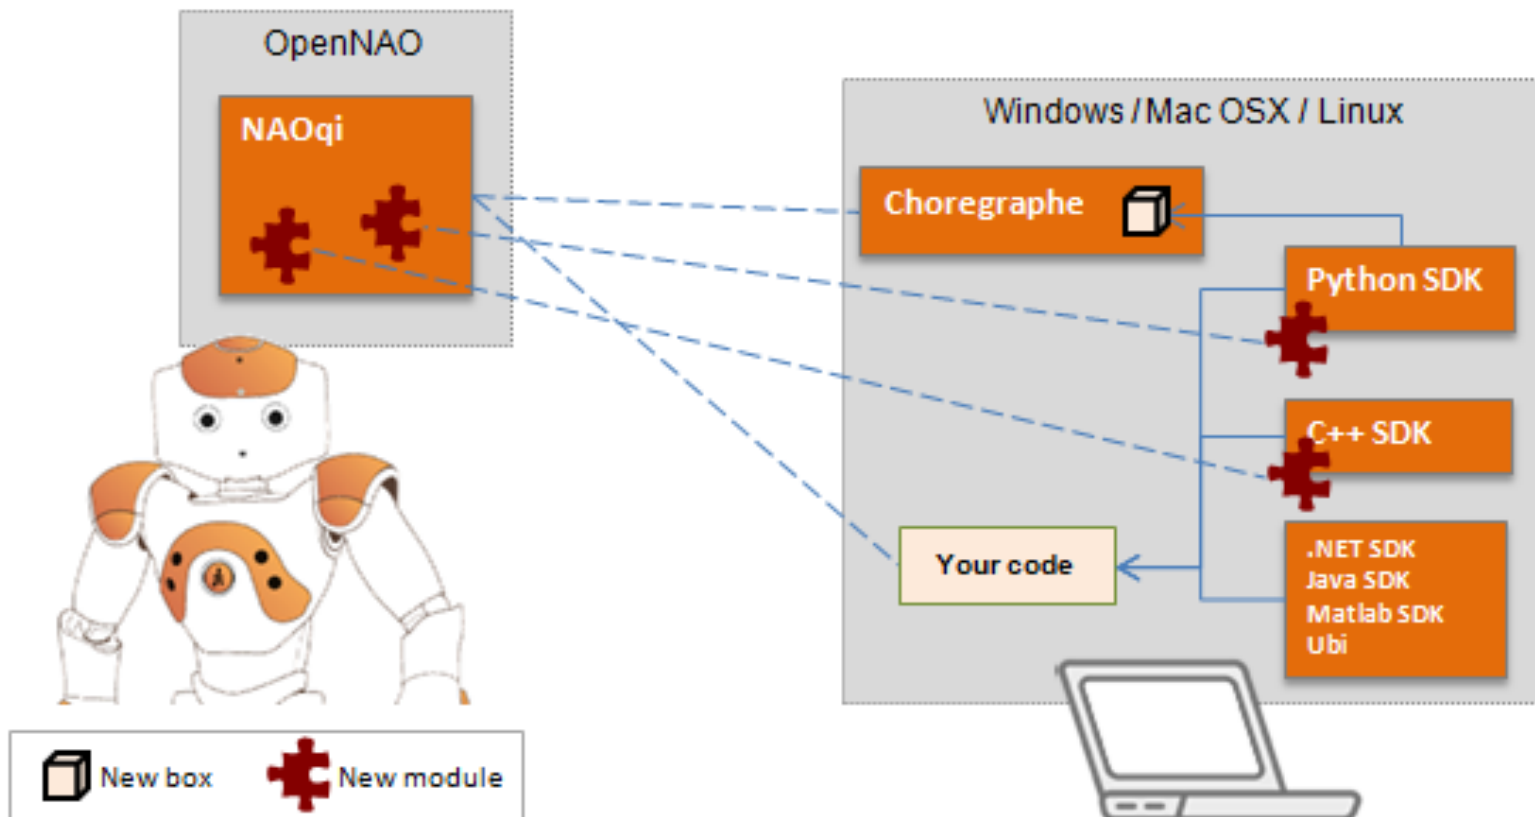 OpenNAO
NAOqi
Windows / Mac OSX / Linux
Choregraphe
Python SDK
C++ SDK
Your code
.NET SDK
Java SDK
Matlab SDK
Ubi
New box
New module